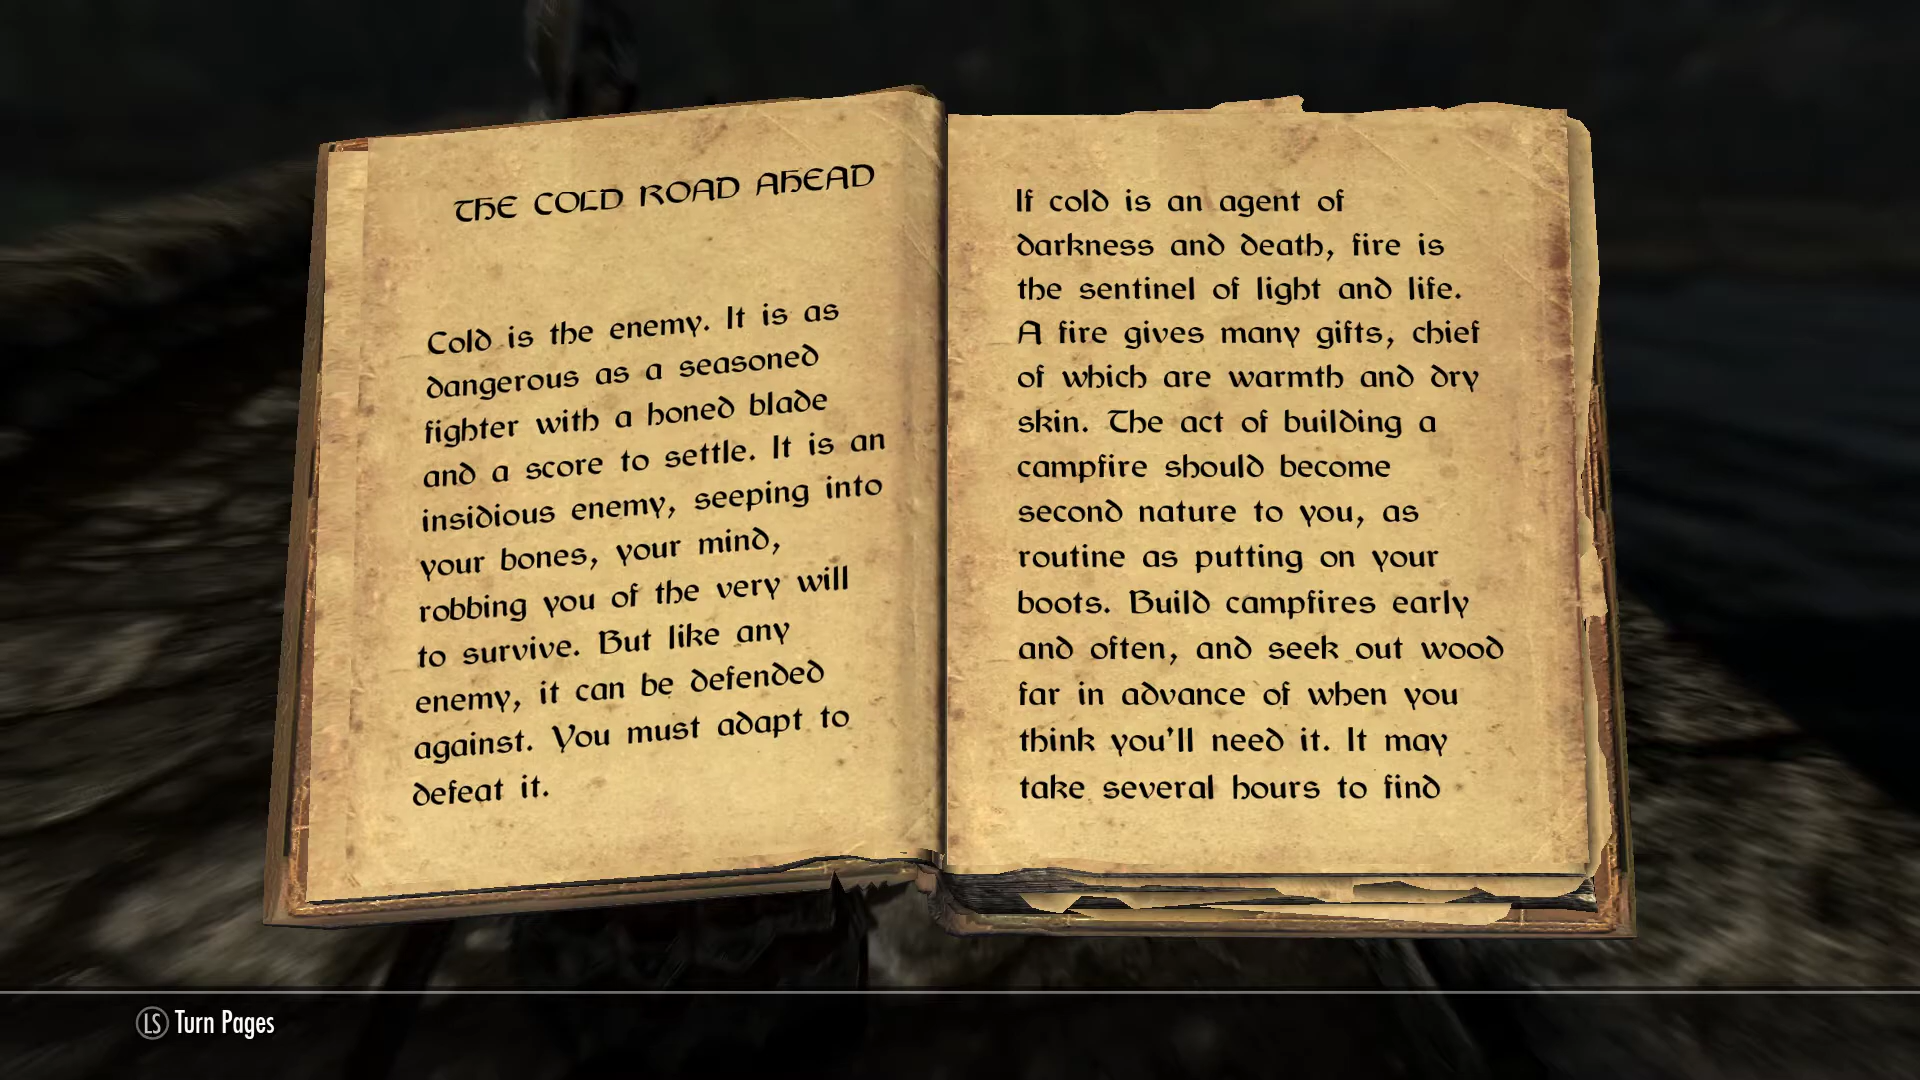 THE COLD ROAD AHEAD
Cold is the enemy. It is as
dangerous as a seasoned
fighter with a honed blade
and a score to settle. It is an
insidious enemy, seeping into
your bones, your mind,
robbing you of the very will
to survive. But like any
enemy, it can be defended
against. You must adapt to
defeat it.
If cold is an agent of
darkness and death, fire is
the sentinel of light and life.
A fire gives many gifts, chief
of which are warmth and dry
skin. The act of building a
campfire should become
second nature to you, as
routine as putting on your
boots. Build campfires early
and often, and seek out wood
far in advance of when you
think you'll need it. It may
take several hours to find
LS Turn Pages